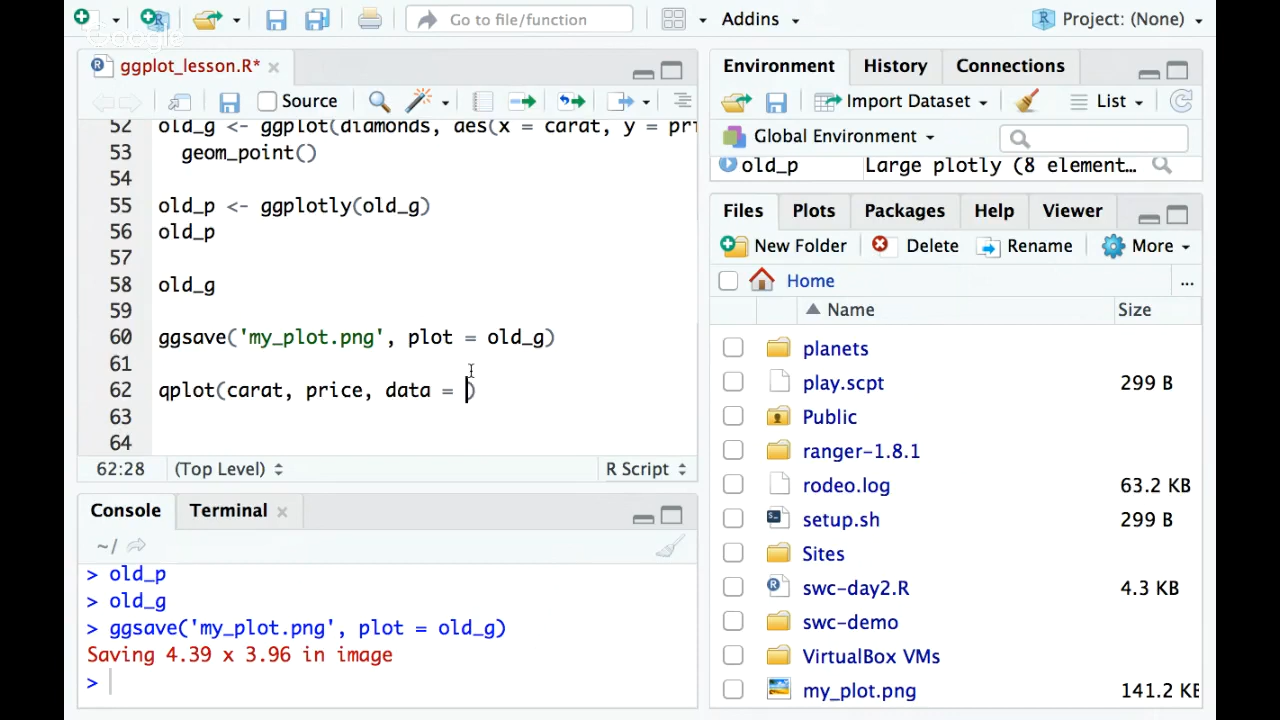 Go to file/function
Addins
Project: (None)
Google
ggplot_lesson.R*
Source
52 old_g <- ggplot(diamonds, aes(x = carat, y = pri
53 geom_point()
54
55 old_p <- ggplotly(old_g)
56 old_p
57
58 old_g
59
60 ggsave('my_plot.png', plot = old_g)
61
62 qplot(carat, price, data = )
63
64
62:28 (Top Level) R Script
Console Terminal
~/
> old_p
> old_g
> ggsave('my_plot.png', plot = old_g)
Saving 4.39 x 3.96 in image
>
Environment History Connections
Import Dataset List
Global Environment
old_p Large plotly (8 element…
Files Plots Packages Help Viewer
New Folder Delete Rename More
Home ...
Name Size
planets
play.scpt 299 B
Public
ranger-1.8.1
rodeo.log 63.2 KB
setup.sh 299 B
Sites
swc-day2.R 4.3 KB
swc-demo
VirtualBox VMs
my_plot.png 141.2 KB